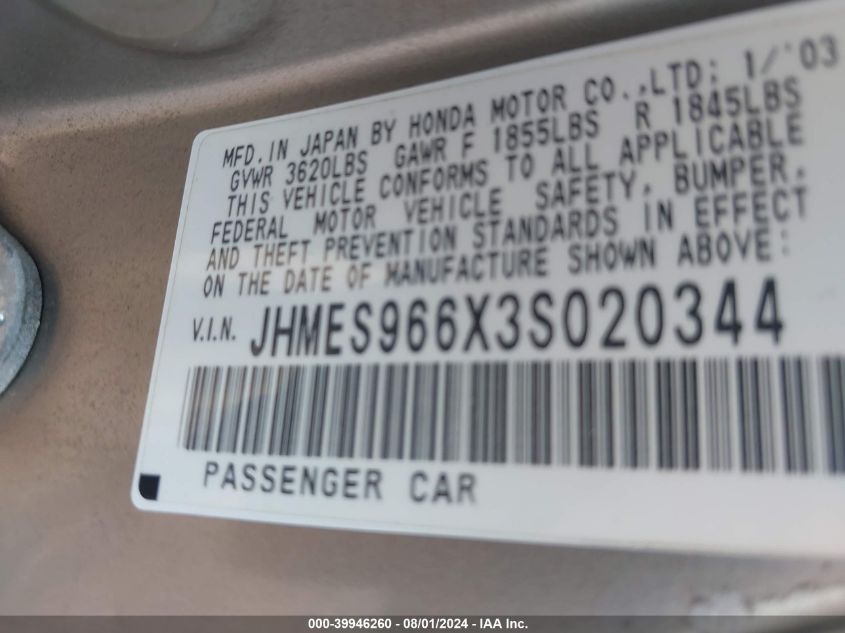 MFD. IN JAPAN BY HONDA MOTOR CO.,LTD: 1/'03
GVWR 3620LBS GAWR F 1855LBS R 1845LBS
THIS VEHICLE CONFORMS TO ALL APPLICABLE
FEDERAL MOTOR VEHICLE SAFETY, BUMPER,
AND THEFT PREVENTION STANDARDS IN EFFECT
ON THE DATE OF MANUFACTURE SHOWN ABOVE:
V.I.N. JHMES966X3S020344
PASSENGER CAR
000-39946260 - 08/01/2024 - IAA Inc.